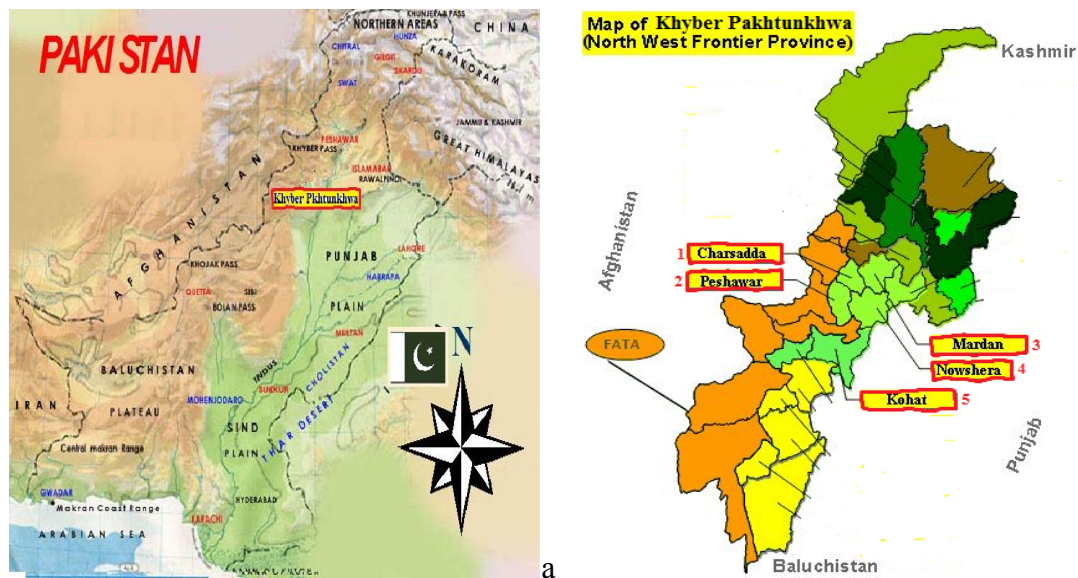 PAKISTAN
KHUNJERAB PASS
NORTHERN AREAS
CHINA
HUNZA
CHITRAL
GILGIT
KARAKORAM
SKARDU
SWAT
JAMMU & KASHMIR
PESHAWAR
KHYBER PASS
GREAT HIMALAYAS
ISLAMABAD
RAWALPINDI
Khyber Pkhtunkhwa
AFGHANISTAN
PUNJAB
LAHORE
KHOJAK PASS
HARRAPA
QUETTA
SIBI
BOLAN PASS
PLAIN
MULTAN
N
INDUS
CHOLISTAN
BALUCHISTAN
SUKKUR
MOHENJODARO
IRAN
PLATEAU
THAR DESERT
SIND
PLAIN
Central makran Range
GWADAR
HYDERABAD
Makran Coast Range
KARACHI
ARABIAN SEA
a
Map of Khyber Pakhtunkhwa
(North West Frontier Province)
Kashmir
Afghanistan
1 Charsadda
2 Peshawar
FATA
Mardan 3
Nowshera 4
Kohat 5
Punjab
Baluchistan